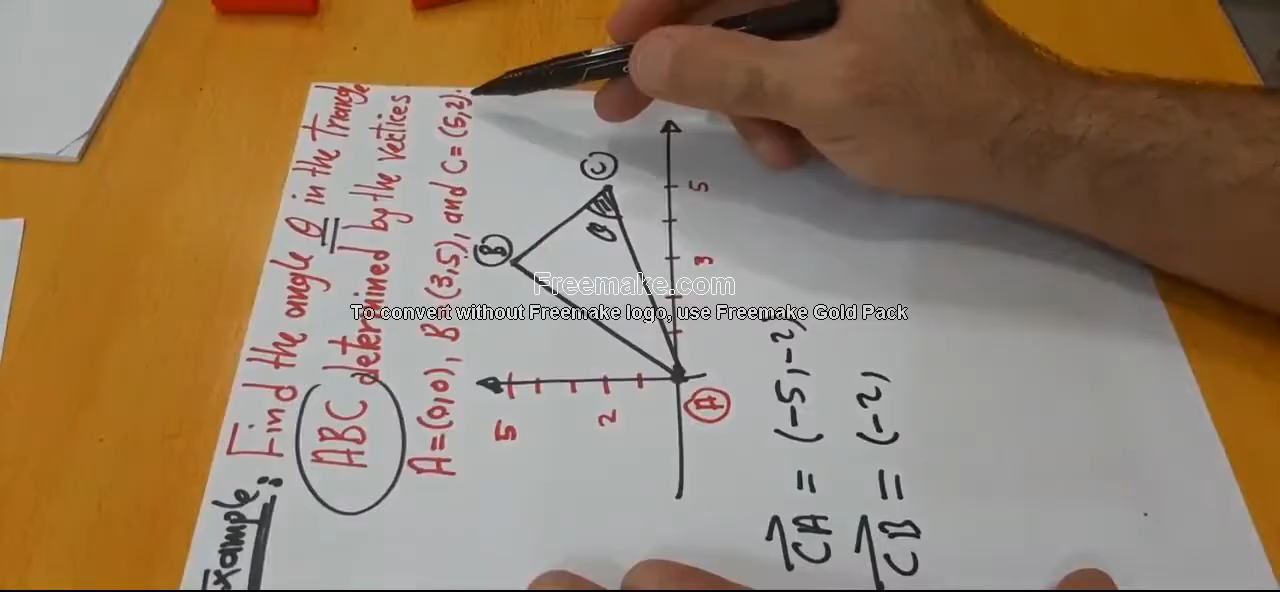 Example: Find the angle θ in the Triangle
ABC determined by the vertices
A=(0,0), B(3,5), and C=(5,2).
B
C
θ
5
2
3
5
A
CA = (-5,-2)
CB = (-2,
Freemake.com
To convert without Freemake logo, use Freemake Gold Pack